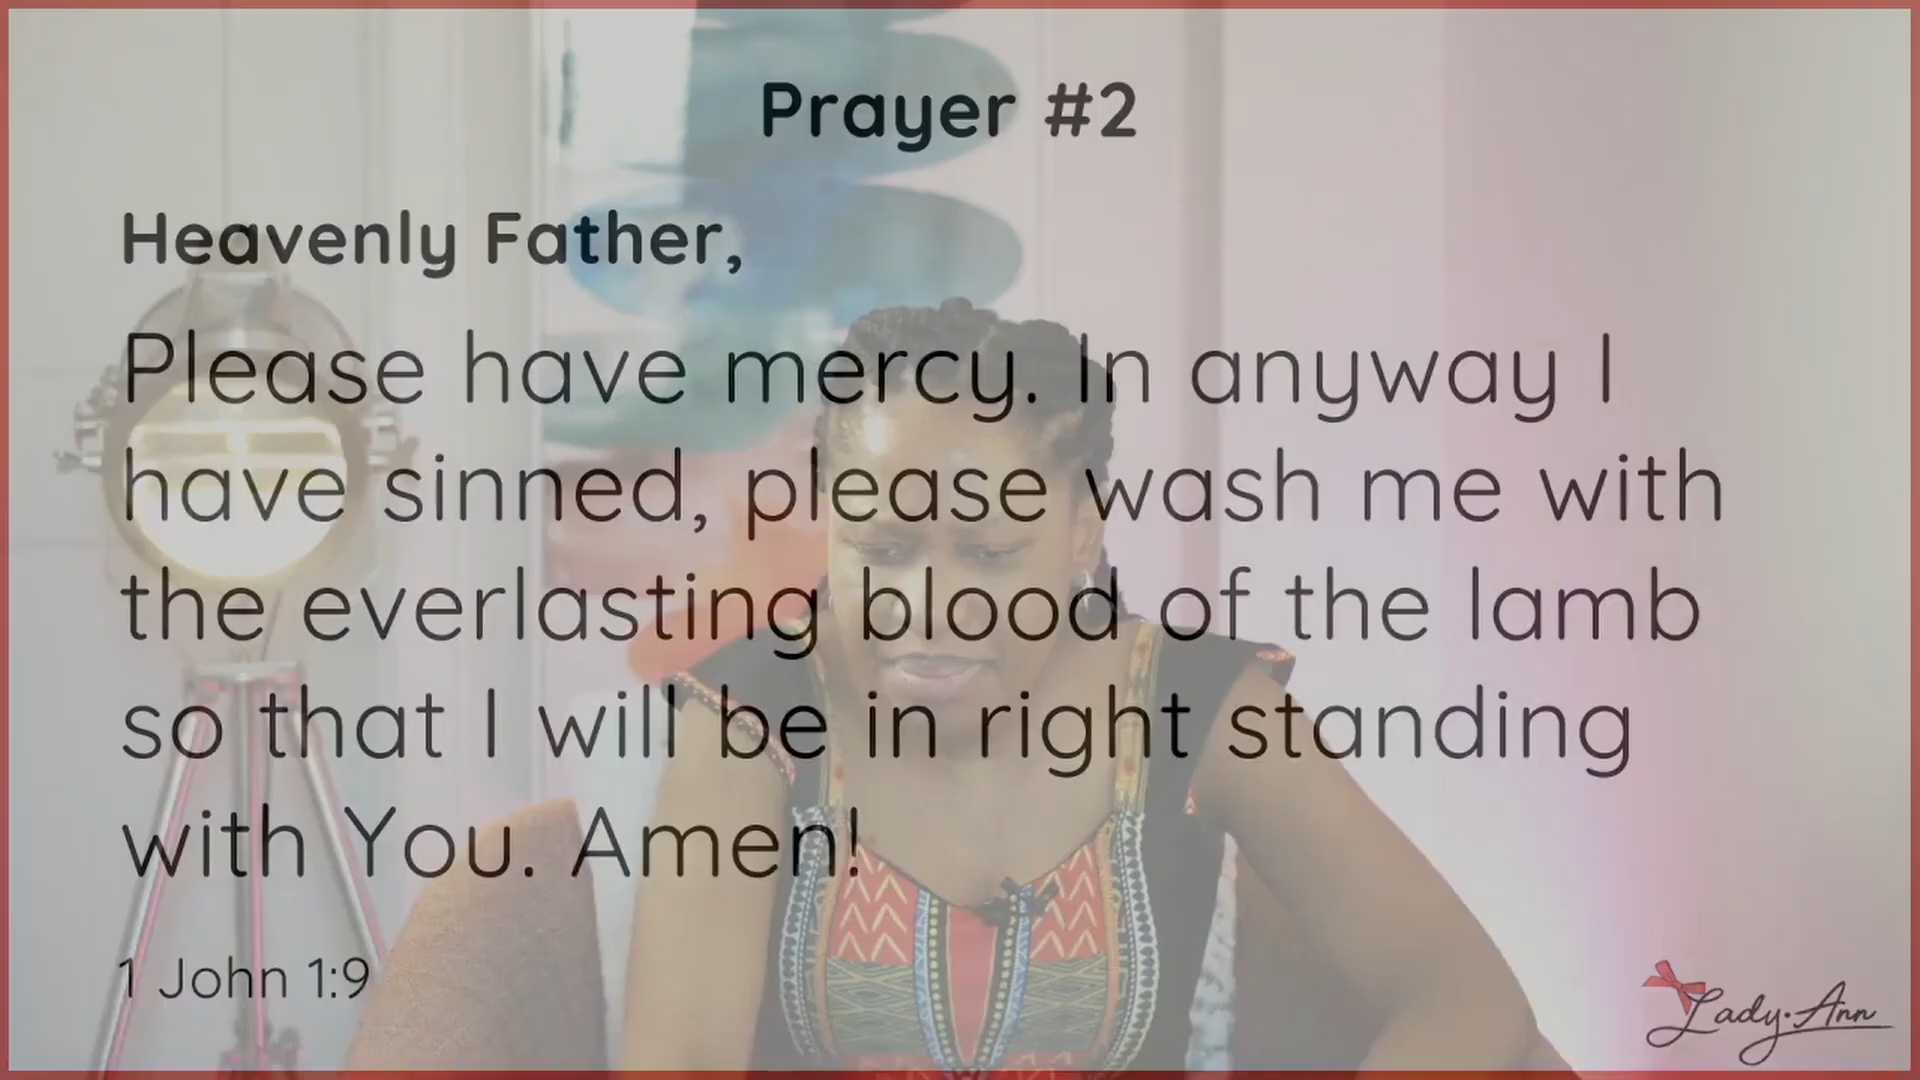 Prayer #2
Heavenly Father,
Please have mercy. In anyway I
have sinned, please wash me with
the everlasting blood of the lamb
so that I will be in right standing
with You. Amen!
1 John 1:9
Lady·Ann